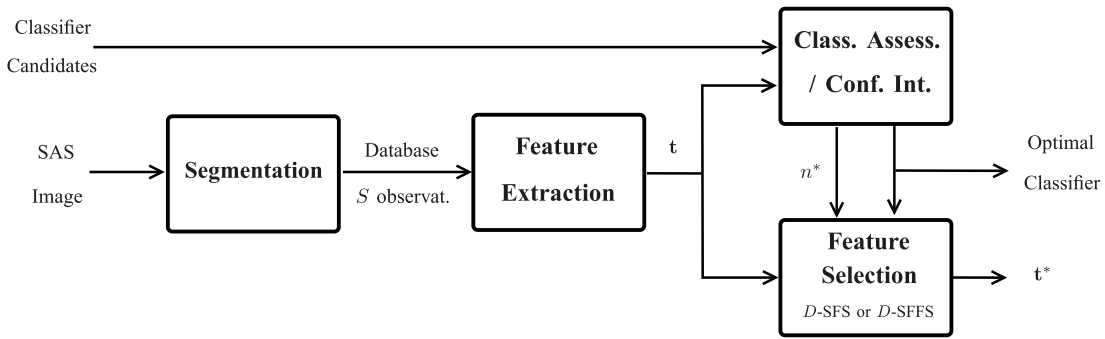 Classifier
Candidates
Class. Assess.
/ Conf. Int.
SAS
Image
Segmentation
Database
S observat.
Feature
Extraction
t
n*
Optimal
Classifier
Feature
Selection
D-SFS or D-SFFS
t*